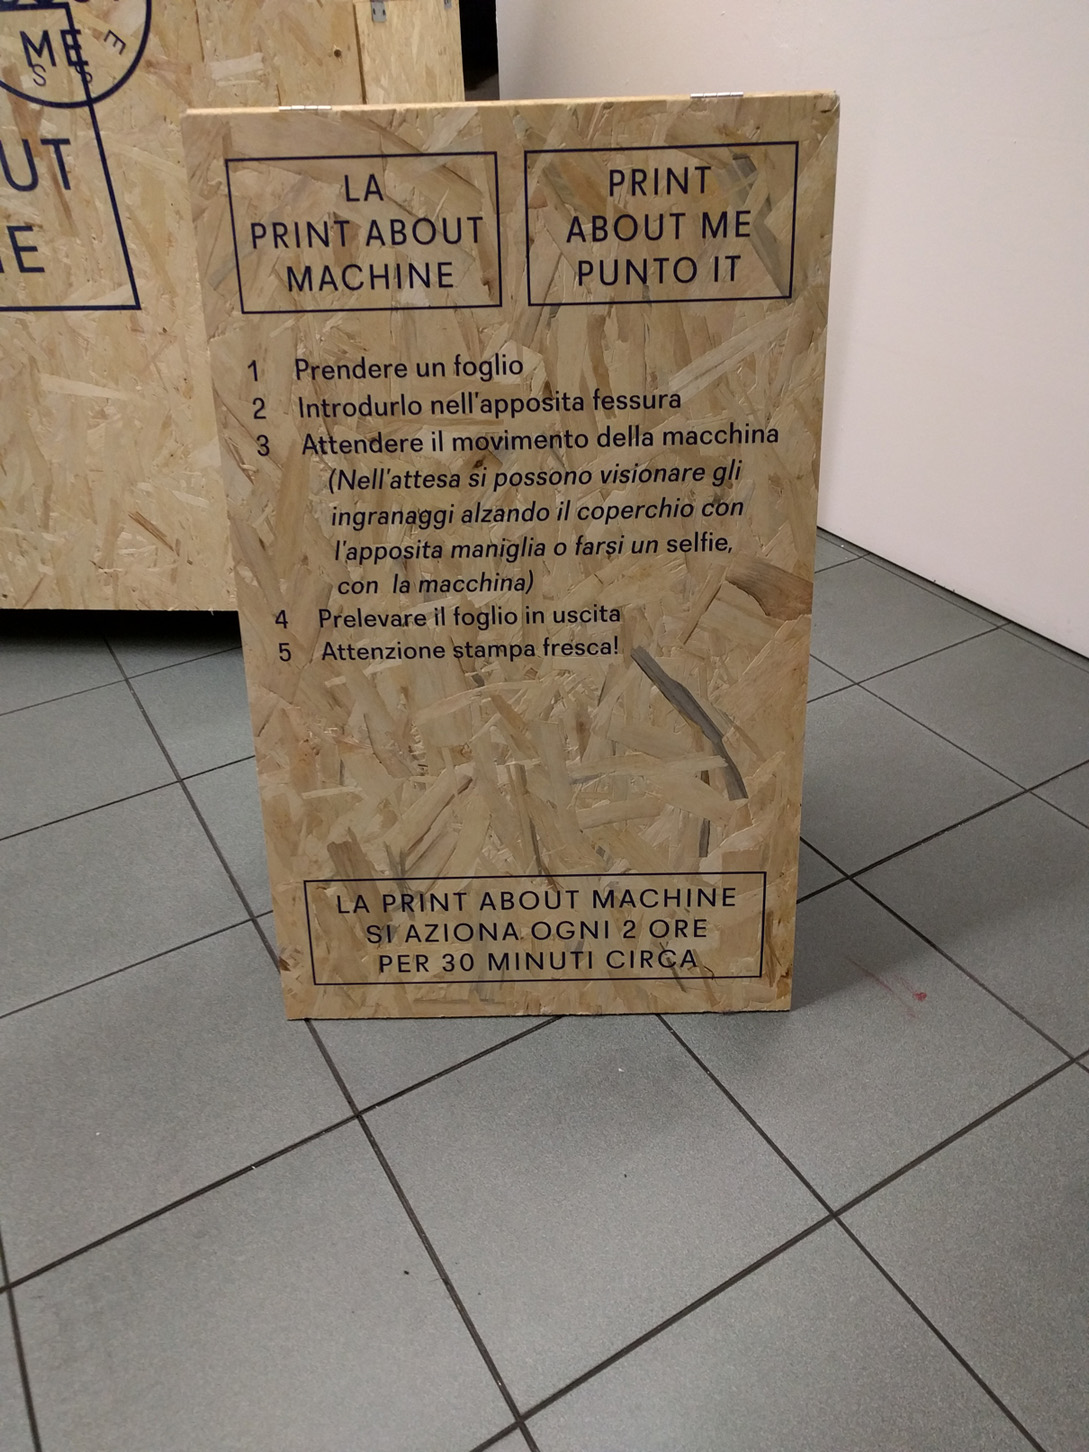 ME
UT
E
LA
PRINT ABOUT
MACHINE
PRINT
ABOUT ME
PUNTO IT
1 Prendere un foglio
2 Introdurlo nell'apposita fessura
3 Attendere il movimento della macchina
(Nell'attesa si possono visionare gli
ingranaggi alzando il coperchio con
l'apposita maniglia o farsi un selfie,
con la macchina)
4 Prelevare il foglio in uscita
5 Attenzione stampa fresca!
LA PRINT ABOUT MACHINE
SI AZIONA OGNI 2 ORE
PER 30 MINUTI CIRCA